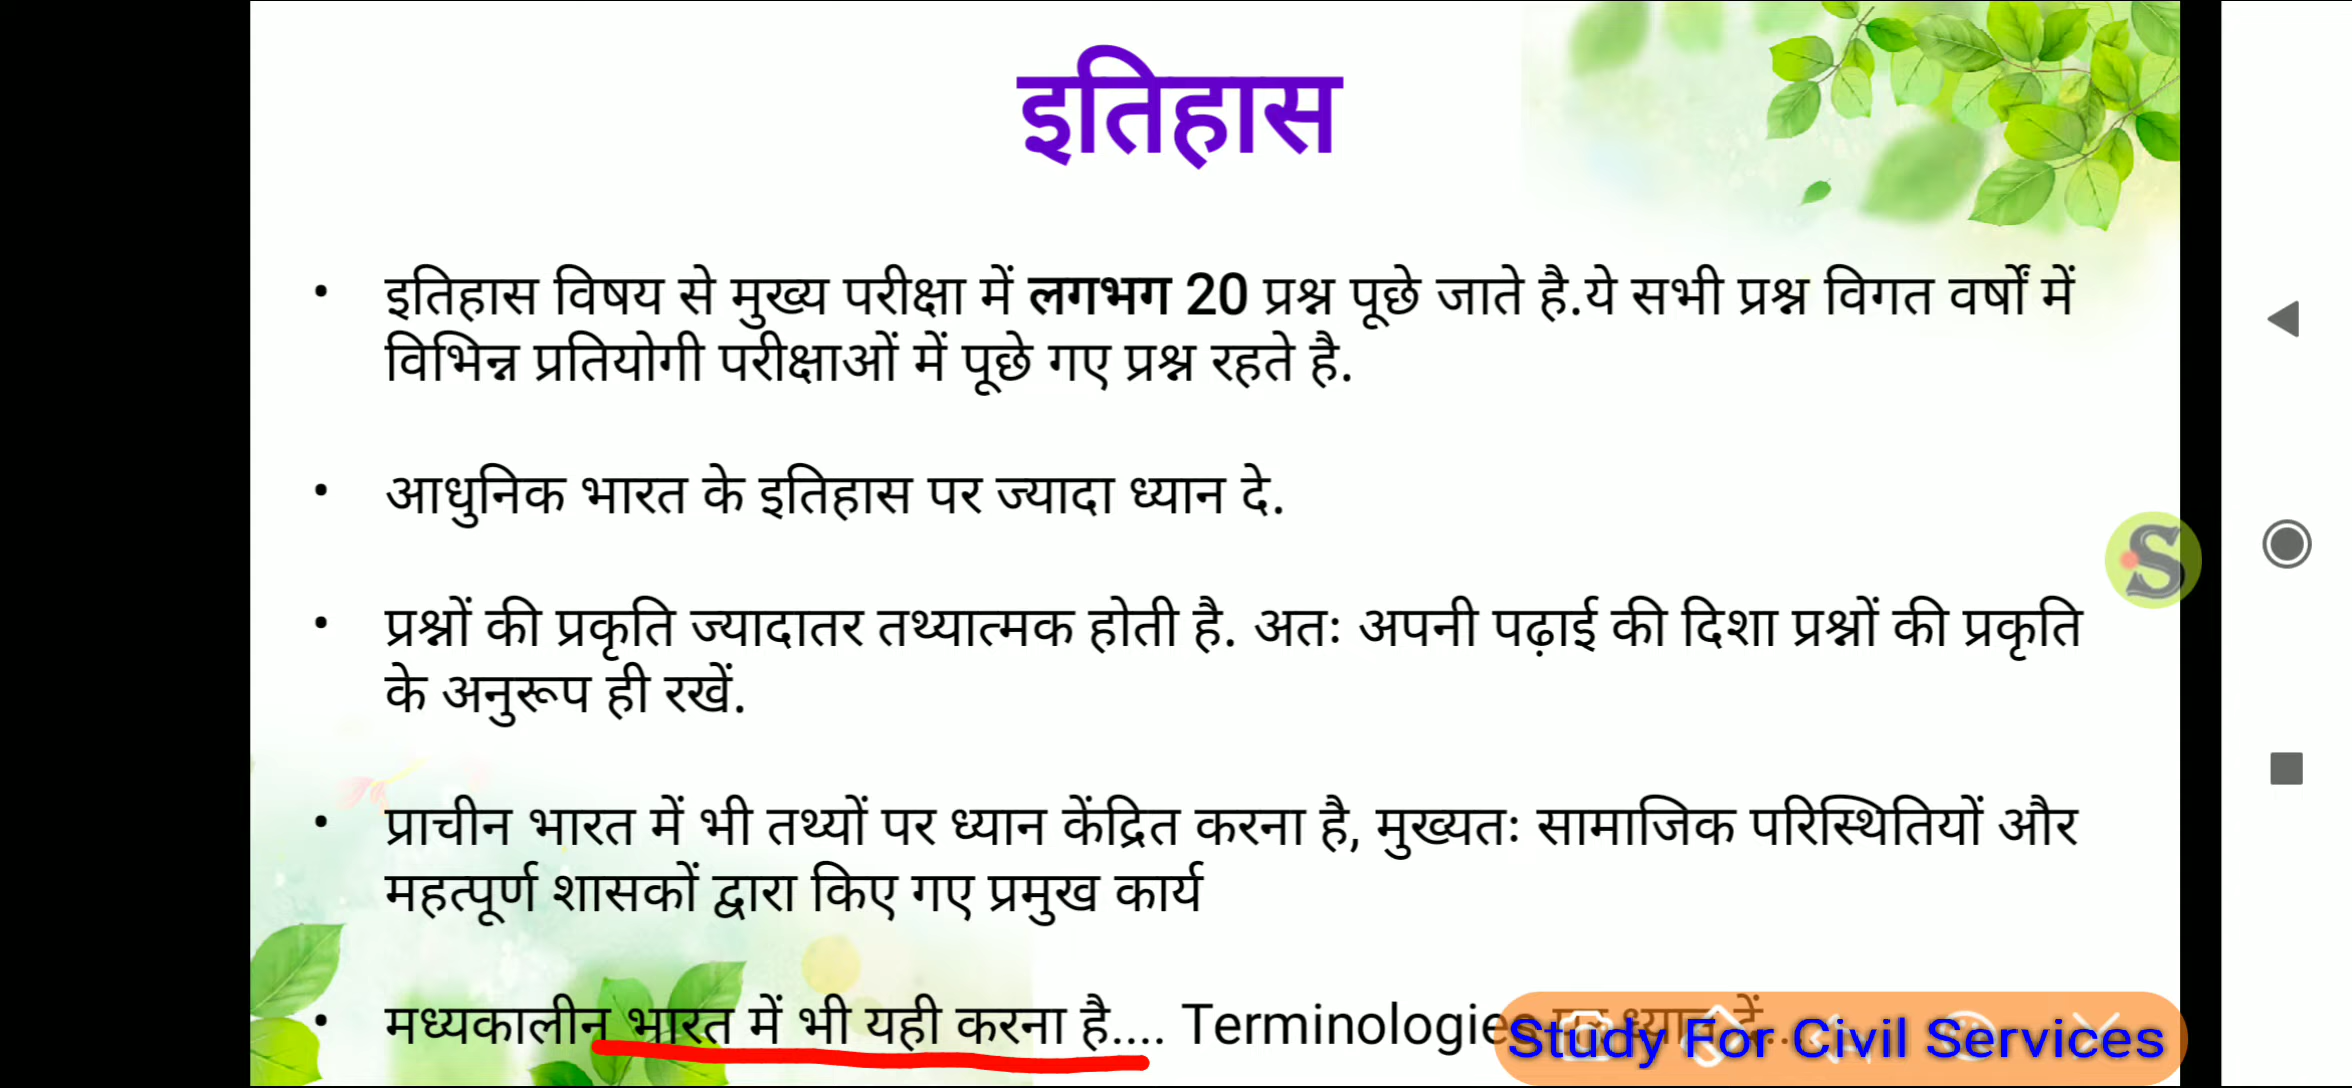 इतिहास
• इतिहास विषय से मुख्य परीक्षा में लगभग 20 प्रश्न पूछे जाते है.ये सभी प्रश्न विगत वर्षों में
विभिन्न प्रतियोगी परीक्षाओं में पूछे गए प्रश्न रहते है.
• आधुनिक भारत के इतिहास पर ज्यादा ध्यान दे.
• प्रश्नों की प्रकृति ज्यादातर तथ्यात्मक होती है. अतः अपनी पढ़ाई की दिशा प्रश्नों की प्रकृति
के अनुरूप ही रखें.
• प्राचीन भारत में भी तथ्यों पर ध्यान केंद्रित करना है, मुख्यतः सामाजिक परिस्थितियों और
महत्पूर्ण शासकों द्वारा किए गए प्रमुख कार्य
• मध्यकालीन भारत में भी यही करना है.... Terminologies पर ध्यान दें...
Study For Civil Services
S